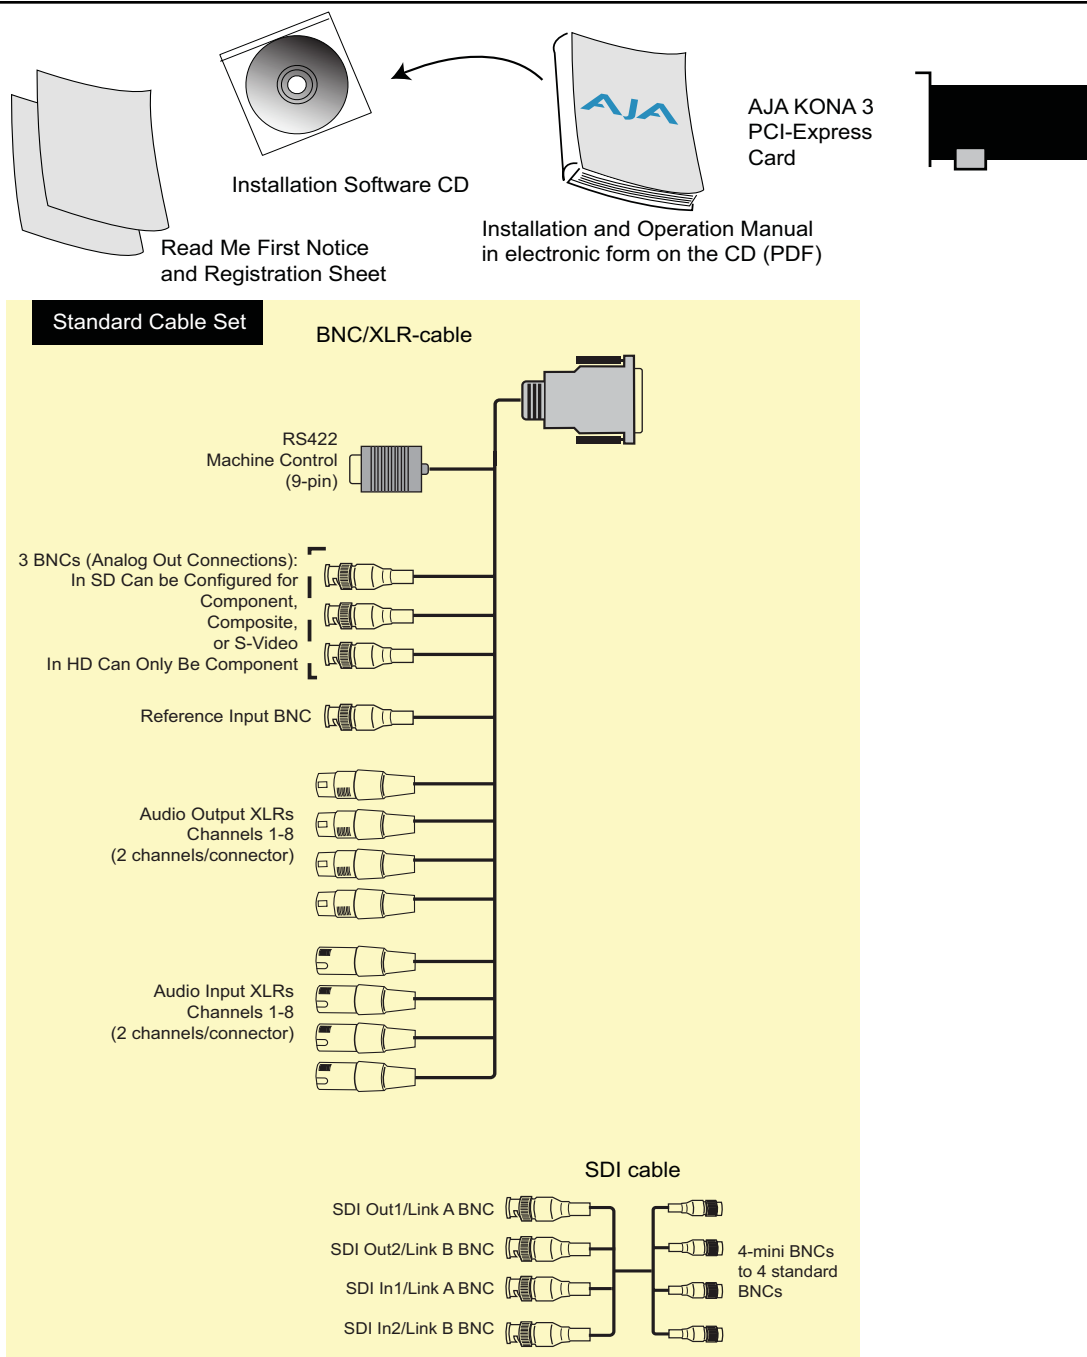 AJA
AJA KONA 3
PCI-Express
Card
Installation Software CD
Installation and Operation Manual
in electronic form on the CD (PDF)
Read Me First Notice
and Registration Sheet
Standard Cable Set
BNC/XLR-cable
RS422
Machine Control
(9-pin)
3 BNCs (Analog Out Connections):
In SD Can be Configured for
Component,
Composite,
or S-Video
In HD Can Only Be Component
Reference Input BNC
Audio Output XLRs
Channels 1-8
(2 channels/connector)
Audio Input XLRs
Channels 1-8
(2 channels/connector)
SDI cable
SDI Out1/Link A BNC
SDI Out2/Link B BNC
SDI In1/Link A BNC
SDI In2/Link B BNC
4-mini BNCs
to 4 standard
BNCs